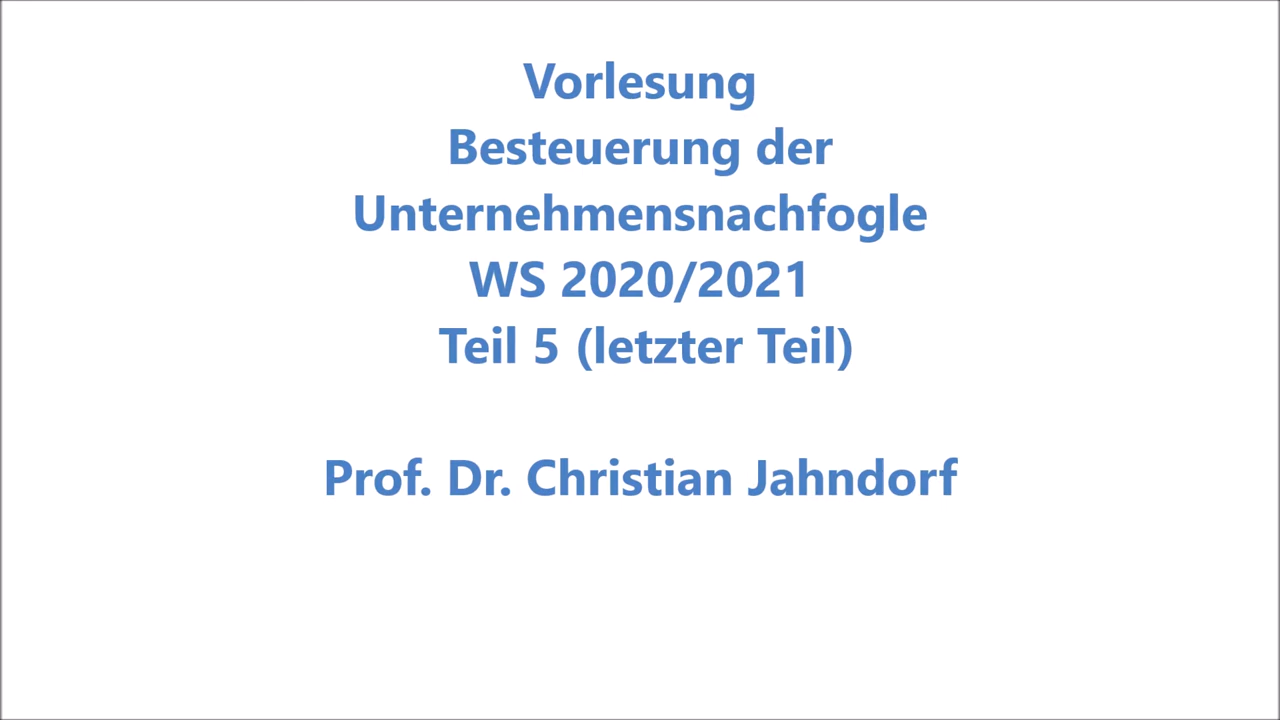 Vorlesung
Besteuerung der
Unternehmensnachfogle
WS 2020/2021
Teil 5 (letzter Teil)
Prof. Dr. Christian Jahndorf